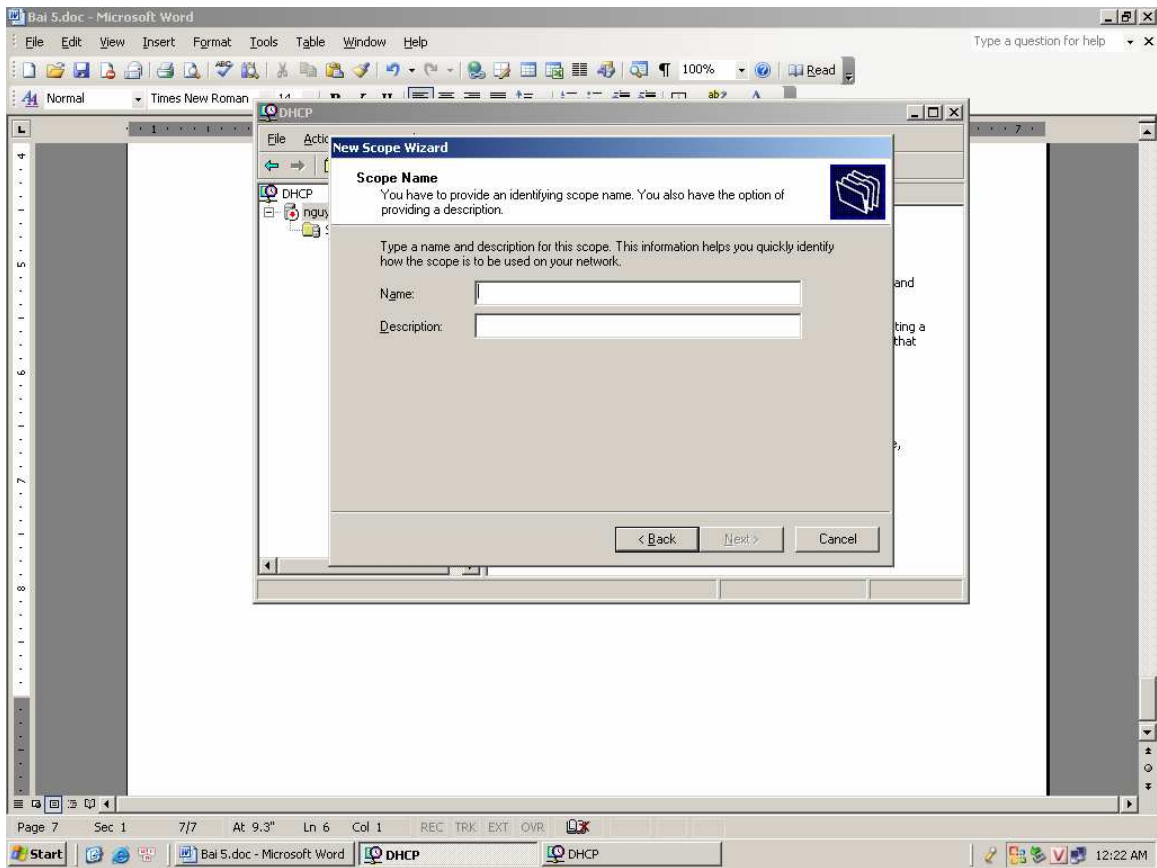 Bai 5.doc - Microsoft Word
File Edit View Insert Format Tools Table Window Help
Type a question for help
100%
Read
Normal
Times New Roman
DHCP
File
New Scope Wizard
Scope Name
You have to provide an identifying scope name. You also have the option of
providing a description.
DHCP
Type a name and description for this scope. This information helps you quickly identify
how the scope is to be used on your network.
Name:
and
Description:
ting a
that
< Back
Next >
Cancel
Page 7 Sec 1 7/7 At 9.3" Ln 6 Col 1 REC TRK EXT OVR
Start
Bai 5.doc - Microsoft Word
DHCP
DHCP
12:22 AM